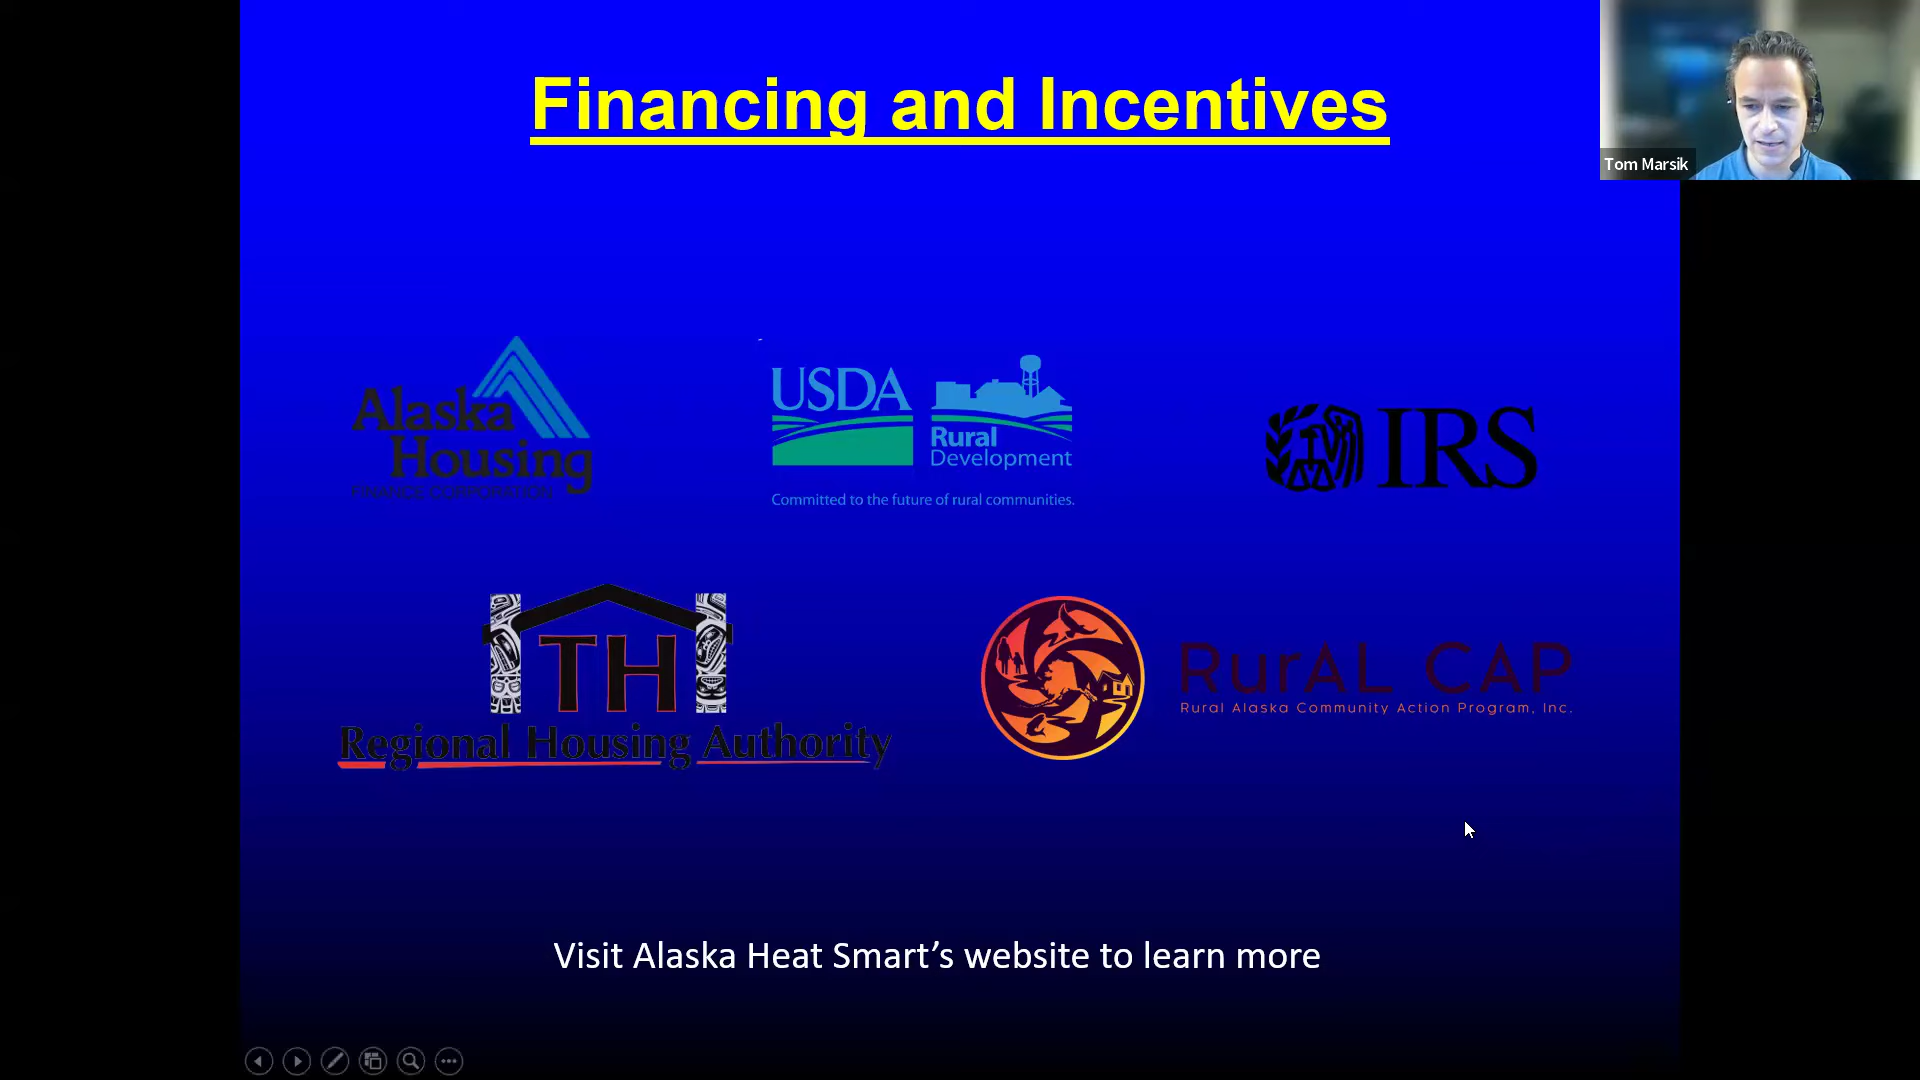 Financing and Incentives
Tom Marsik
Alaska
Housing
FINANCE CORPORATION
USDA
Rural
Development
Committed to the future of rural communities.
IRS
TH
Regional Housing Authority
RurAL CAP
Rural Alaska Community Action Program, Inc.
Visit Alaska Heat Smart’s website to learn more